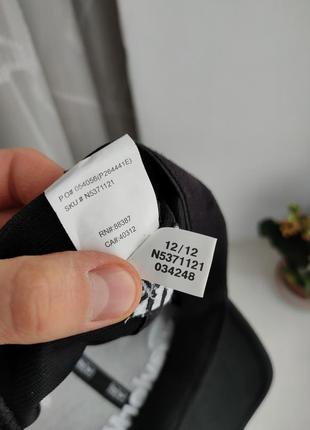 P.O# 054056(P264441E)
SKU # N5371121
RN#:88387
CA#:40312
12/12
N5371121
034248